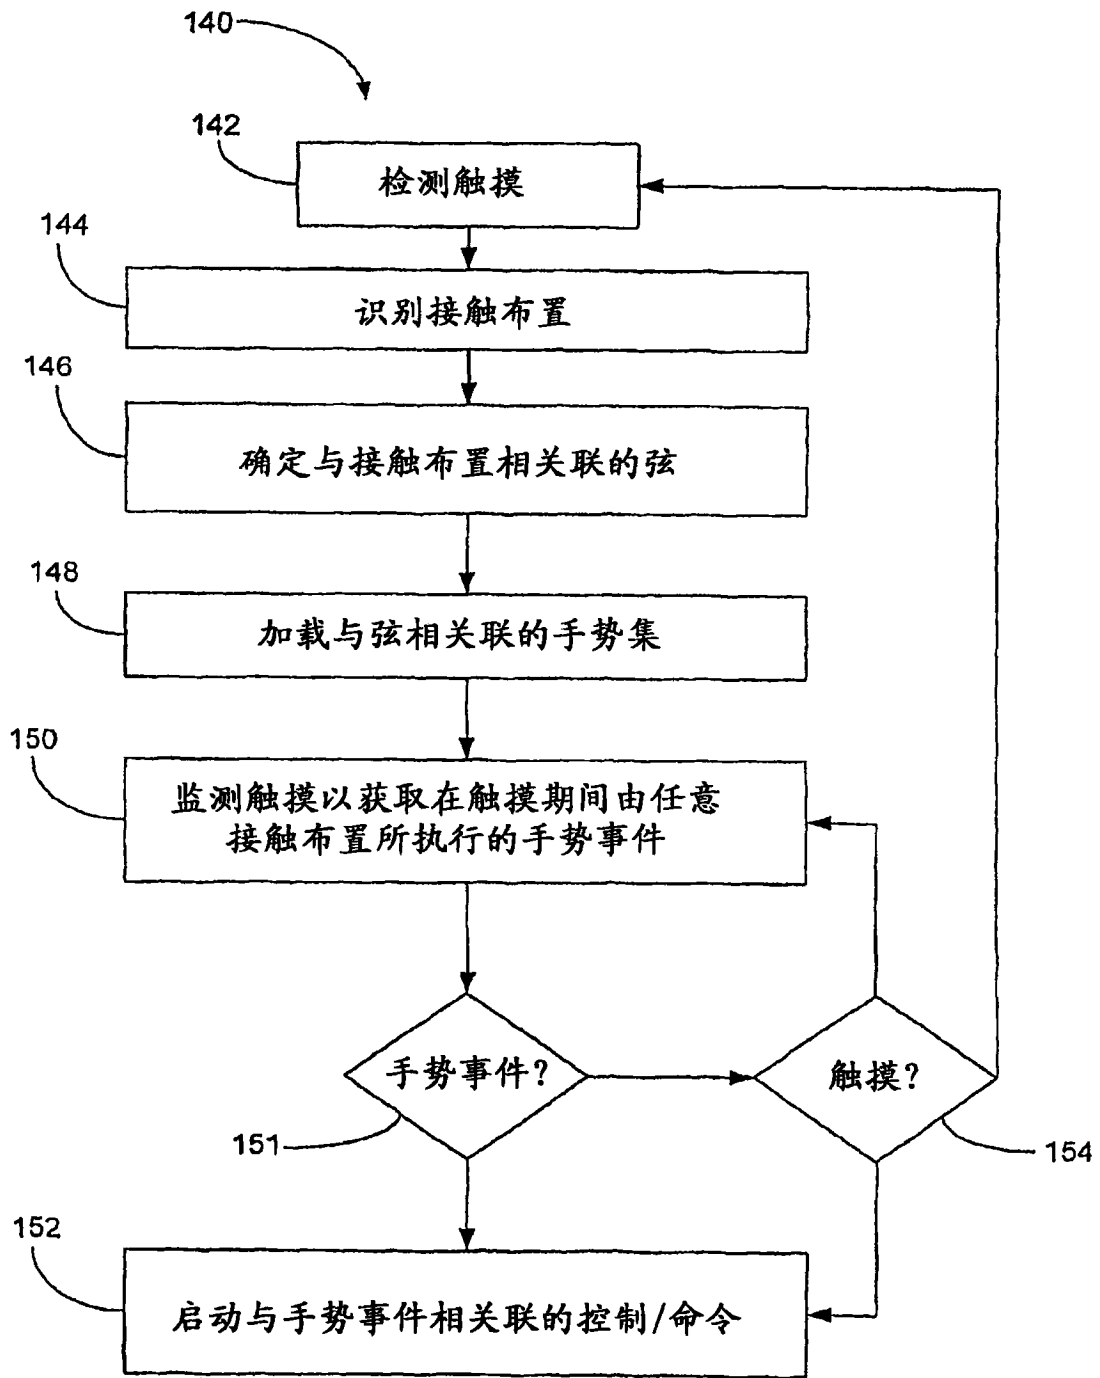 140
142
检测触摸
144
识别接触布置
146
确定与接触布置相关联的弦
148
加载与弦相关联的手势集
150
监测触摸以获取在触摸期间由任意
接触布置所执行的手势事件
手势事件?
触摸?
151
154
152
启动与手势事件相关联的控制/命令